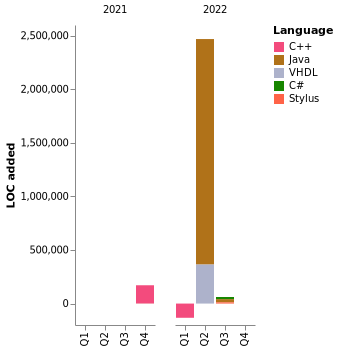 2021 2022
Language
C++
Java
VHDL
C#
Stylus
LOC added
2,500,000
2,000,000
1,500,000
1,000,000
500,000
0
Q1 Q2 Q3 Q4 Q1 Q2 Q3 Q4